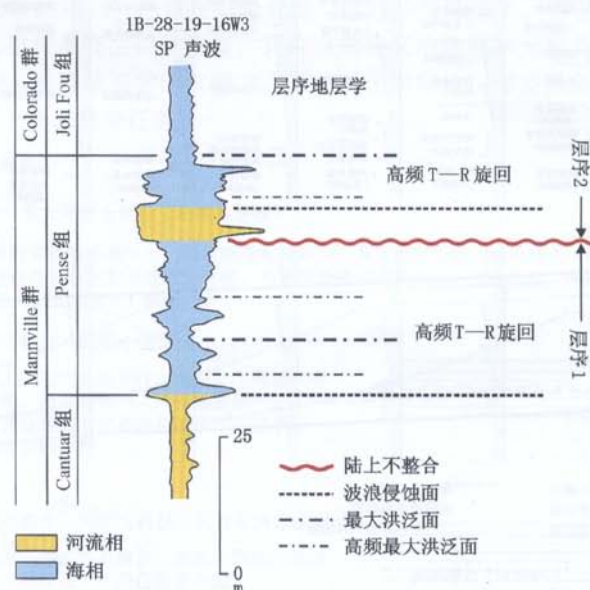 1B-28-19-16W3
SP 声波
层序地层学
Colorado 群
Joli Fou 组
Mannville 群
Pense 组
Cantuar 组
高频 T—R 旋回
高频 T—R 旋回
层序2
层序1
25
0
m
陆上不整合
波浪侵蚀面
最大洪泛面
高频最大洪泛面
河流相
海相